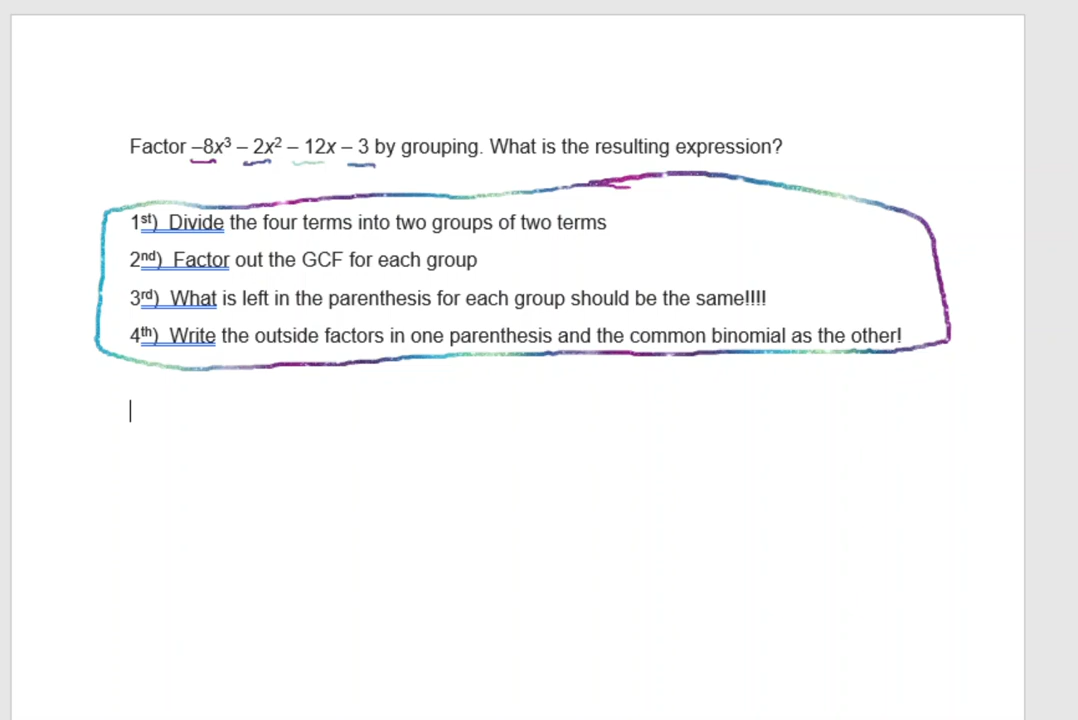 Factor –8x³ – 2x² – 12x – 3 by grouping. What is the resulting expression?
1st)  Divide the four terms into two groups of two terms
2nd)  Factor out the GCF for each group
3rd)  What is left in the parenthesis for each group should be the same!!!!
4th)  Write the outside factors in one parenthesis and the common binomial as the other!